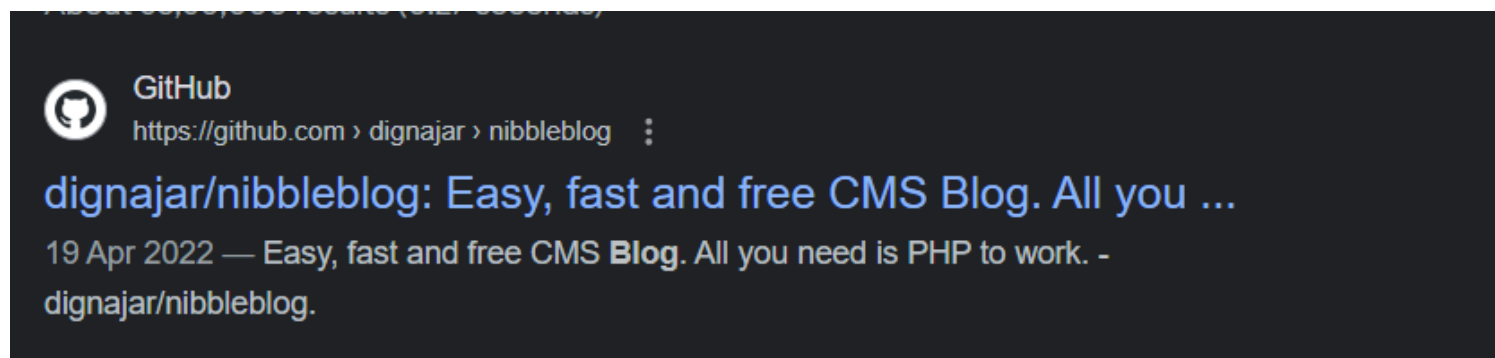 GitHub
https://github.com › dignajar › nibbleblog
dignajar/nibbleblog: Easy, fast and free CMS Blog. All you ...
19 Apr 2022 — Easy, fast and free CMS Blog. All you need is PHP to work. -
dignajar/nibbleblog.